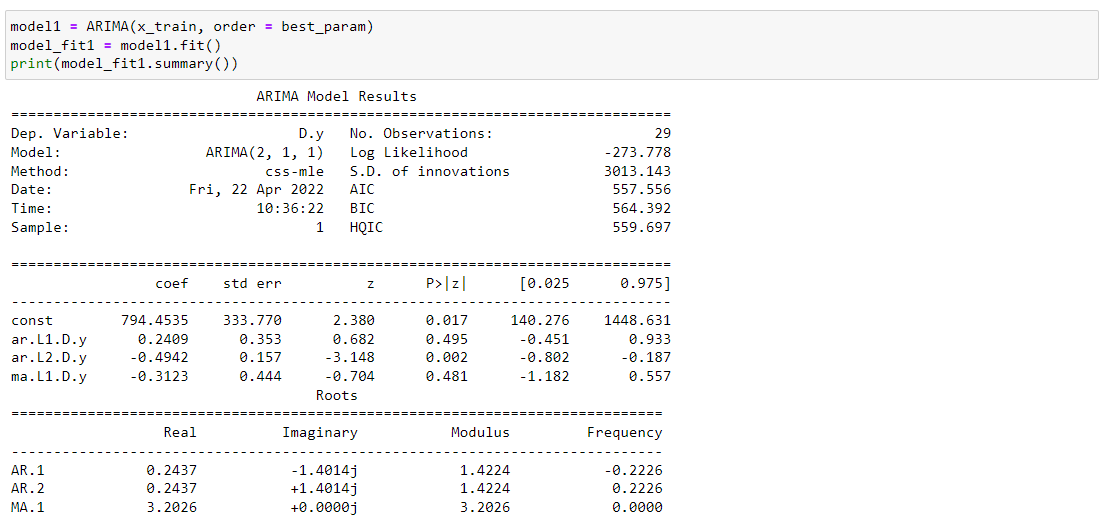 model1 = ARIMA(x_train, order = best_param)
model_fit1 = model1.fit()
print(model_fit1.summary())
ARIMA Model Results
==============================================================================
Dep. Variable:                    D.y   No. Observations:                   29
Model:                 ARIMA(2, 1, 1)   Log Likelihood                -273.778
Method:                       css-mle   S.D. of innovations           3013.143
Date:                Fri, 22 Apr 2022   AIC                            557.556
Time:                        10:36:22   BIC                            564.392
Sample:                             1   HQIC                           559.697
==============================================================================
coef    std err          z      P>|z|      [0.025      0.975]
------------------------------------------------------------------------------
const        794.4535    333.770      2.380      0.017     140.276    1448.631
ar.L1.D.y      0.2409      0.353      0.682      0.495      -0.451       0.933
ar.L2.D.y     -0.4942      0.157     -3.148      0.002      -0.802      -0.187
ma.L1.D.y     -0.3123      0.444     -0.704      0.481      -1.182       0.557
Roots
=============================================================================
Real          Imaginary           Modulus         Frequency
-----------------------------------------------------------------------------
AR.1            0.2437           -1.4014j            1.4224           -0.2226
AR.2            0.2437           +1.4014j            1.4224            0.2226
MA.1            3.2026           +0.0000j            3.2026            0.0000